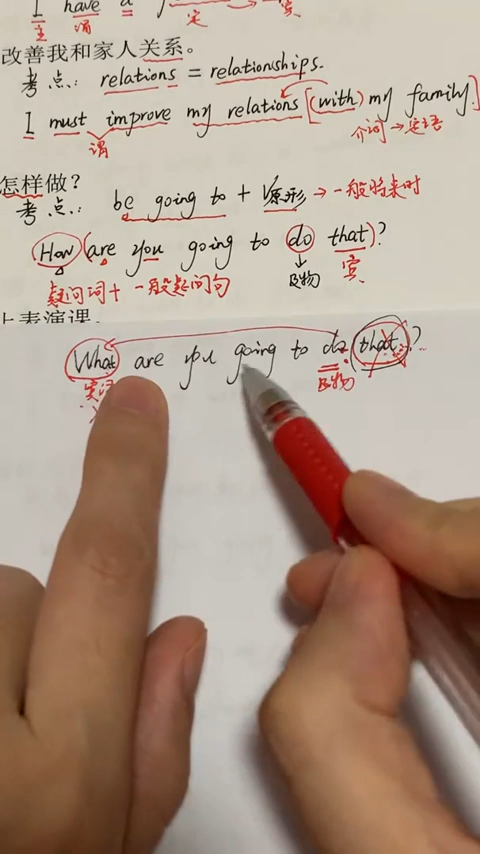 I have a
主 谓 定 宾
改善我和家人关系。
考点: relations = relationships.
I must improve my relations [(with) my family.]
谓 介词→定语
怎样做?
考点: be going to + V原形 → 一般将来时
How (are you going to do that)?
疑问词 + 一般疑问句 及物 宾
上表演课.
What are you going to do (that)?
及物